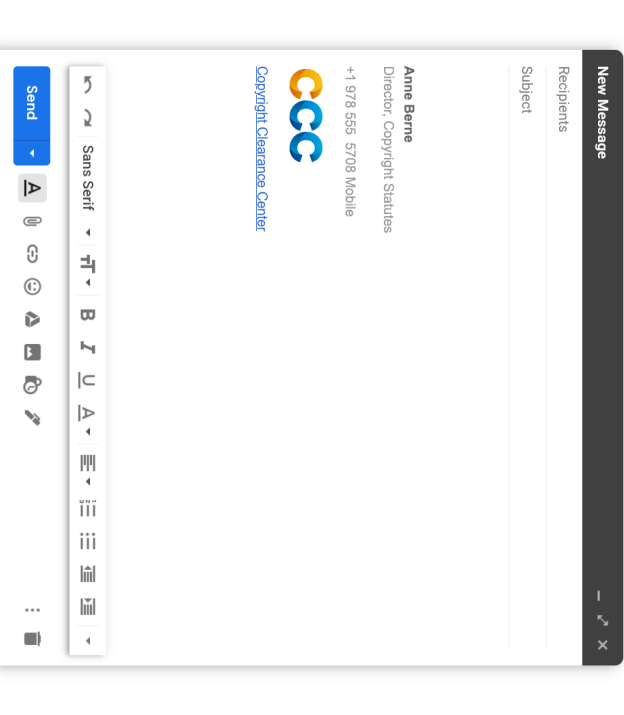 New Message
Recipients
Subject
Anne Berne
Director, Copyright Statutes
+1 978 555 5708 Mobile
CCC
Copyright Clearance Center
Sans Serif
Send